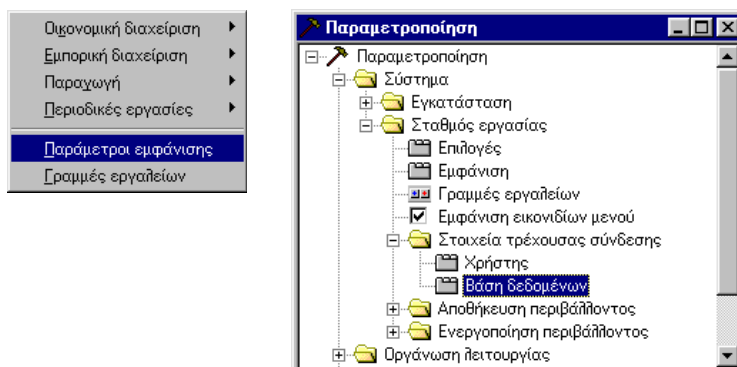 Οικονομική διαχείριση
Εμπορική διαχείριση
Παραγωγή
Περιοδικές εργασίες
Παράμετροι εμφάνισης
Γραμμές εργαλείων
Παραμετροποίηση
Παραμετροποίηση
Σύστημα
Εγκατάσταση
Σταθμός εργασίας
Επιλογές
Εμφάνιση
Γραμμές εργαλείων
Εμφάνιση εικονιδίων μενού
Στοιχεία τρέχουσας σύνδεσης
Χρήστης
Βάση δεδομένων
Αποθήκευση περιβάλλοντος
Ενεργοποίηση περιβάλλοντος
Οργάνωση λειτουργίας